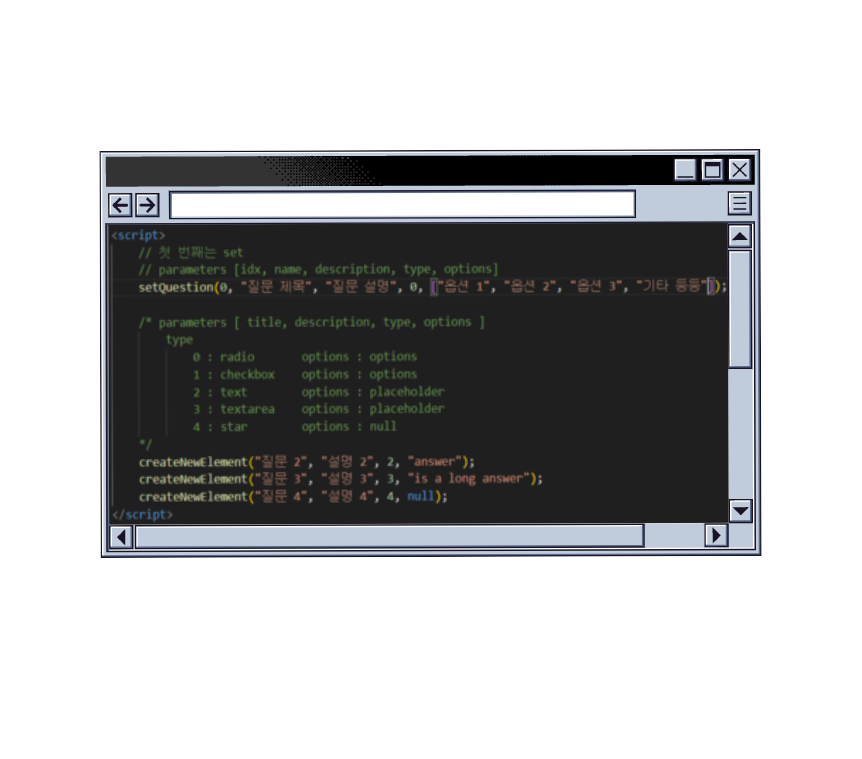 <script>
// 첫 번째는 set
// parameters [idx, name, description, type, options]
setQuestion(0, "질문 제목", "질문 설명", 0, ["옵션 1", "옵션 2", "옵션 3", "기타 등등"]);
/* parameters [ title, description, type, options ]
type
0 : radio options : options
1 : checkbox options : options
2 : text options : placeholder
3 : textarea options : placeholder
4 : star options : null
*/
createNewElement("질문 2", "설명 2", 2, "answer");
createNewElement("질문 3", "설명 3", 3, "is a long answer");
createNewElement("질문 4", "설명 4", 4, null);
</script>